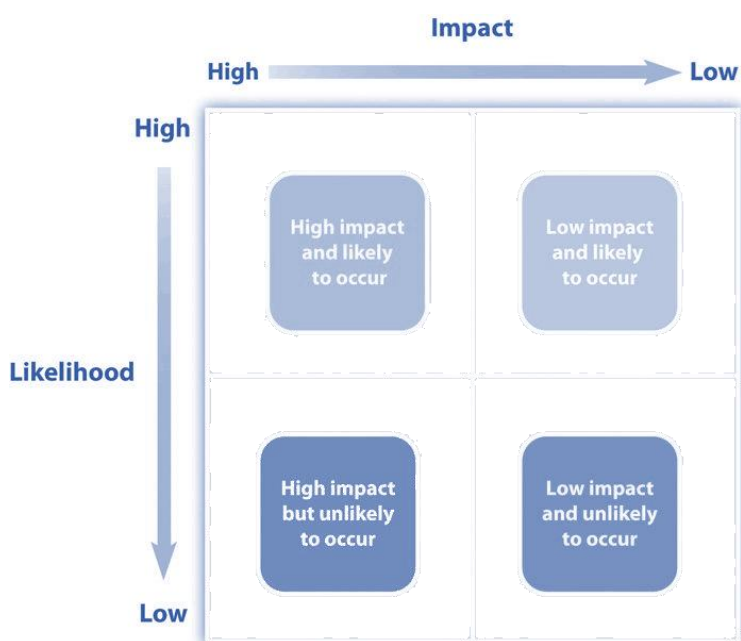 Impact
High
Low
High
High impact
and likely
to occur
Low impact
and likely
to occur
Likelihood
High impact
but unlikely
to occur
Low impact
and unlikely
to occur
Low